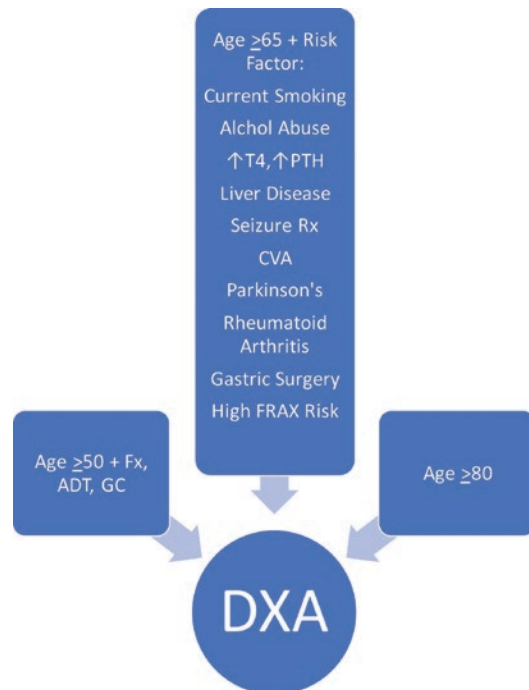 Age ≥65 + Risk
Factor:
Current Smoking
Alchol Abuse
↑T4,↑PTH
Liver Disease
Seizure Rx
CVA
Parkinson's
Rheumatoid
Arthritis
Gastric Surgery
High FRAX Risk
Age ≥50 + Fx,
ADT, GC
Age ≥80
DXA